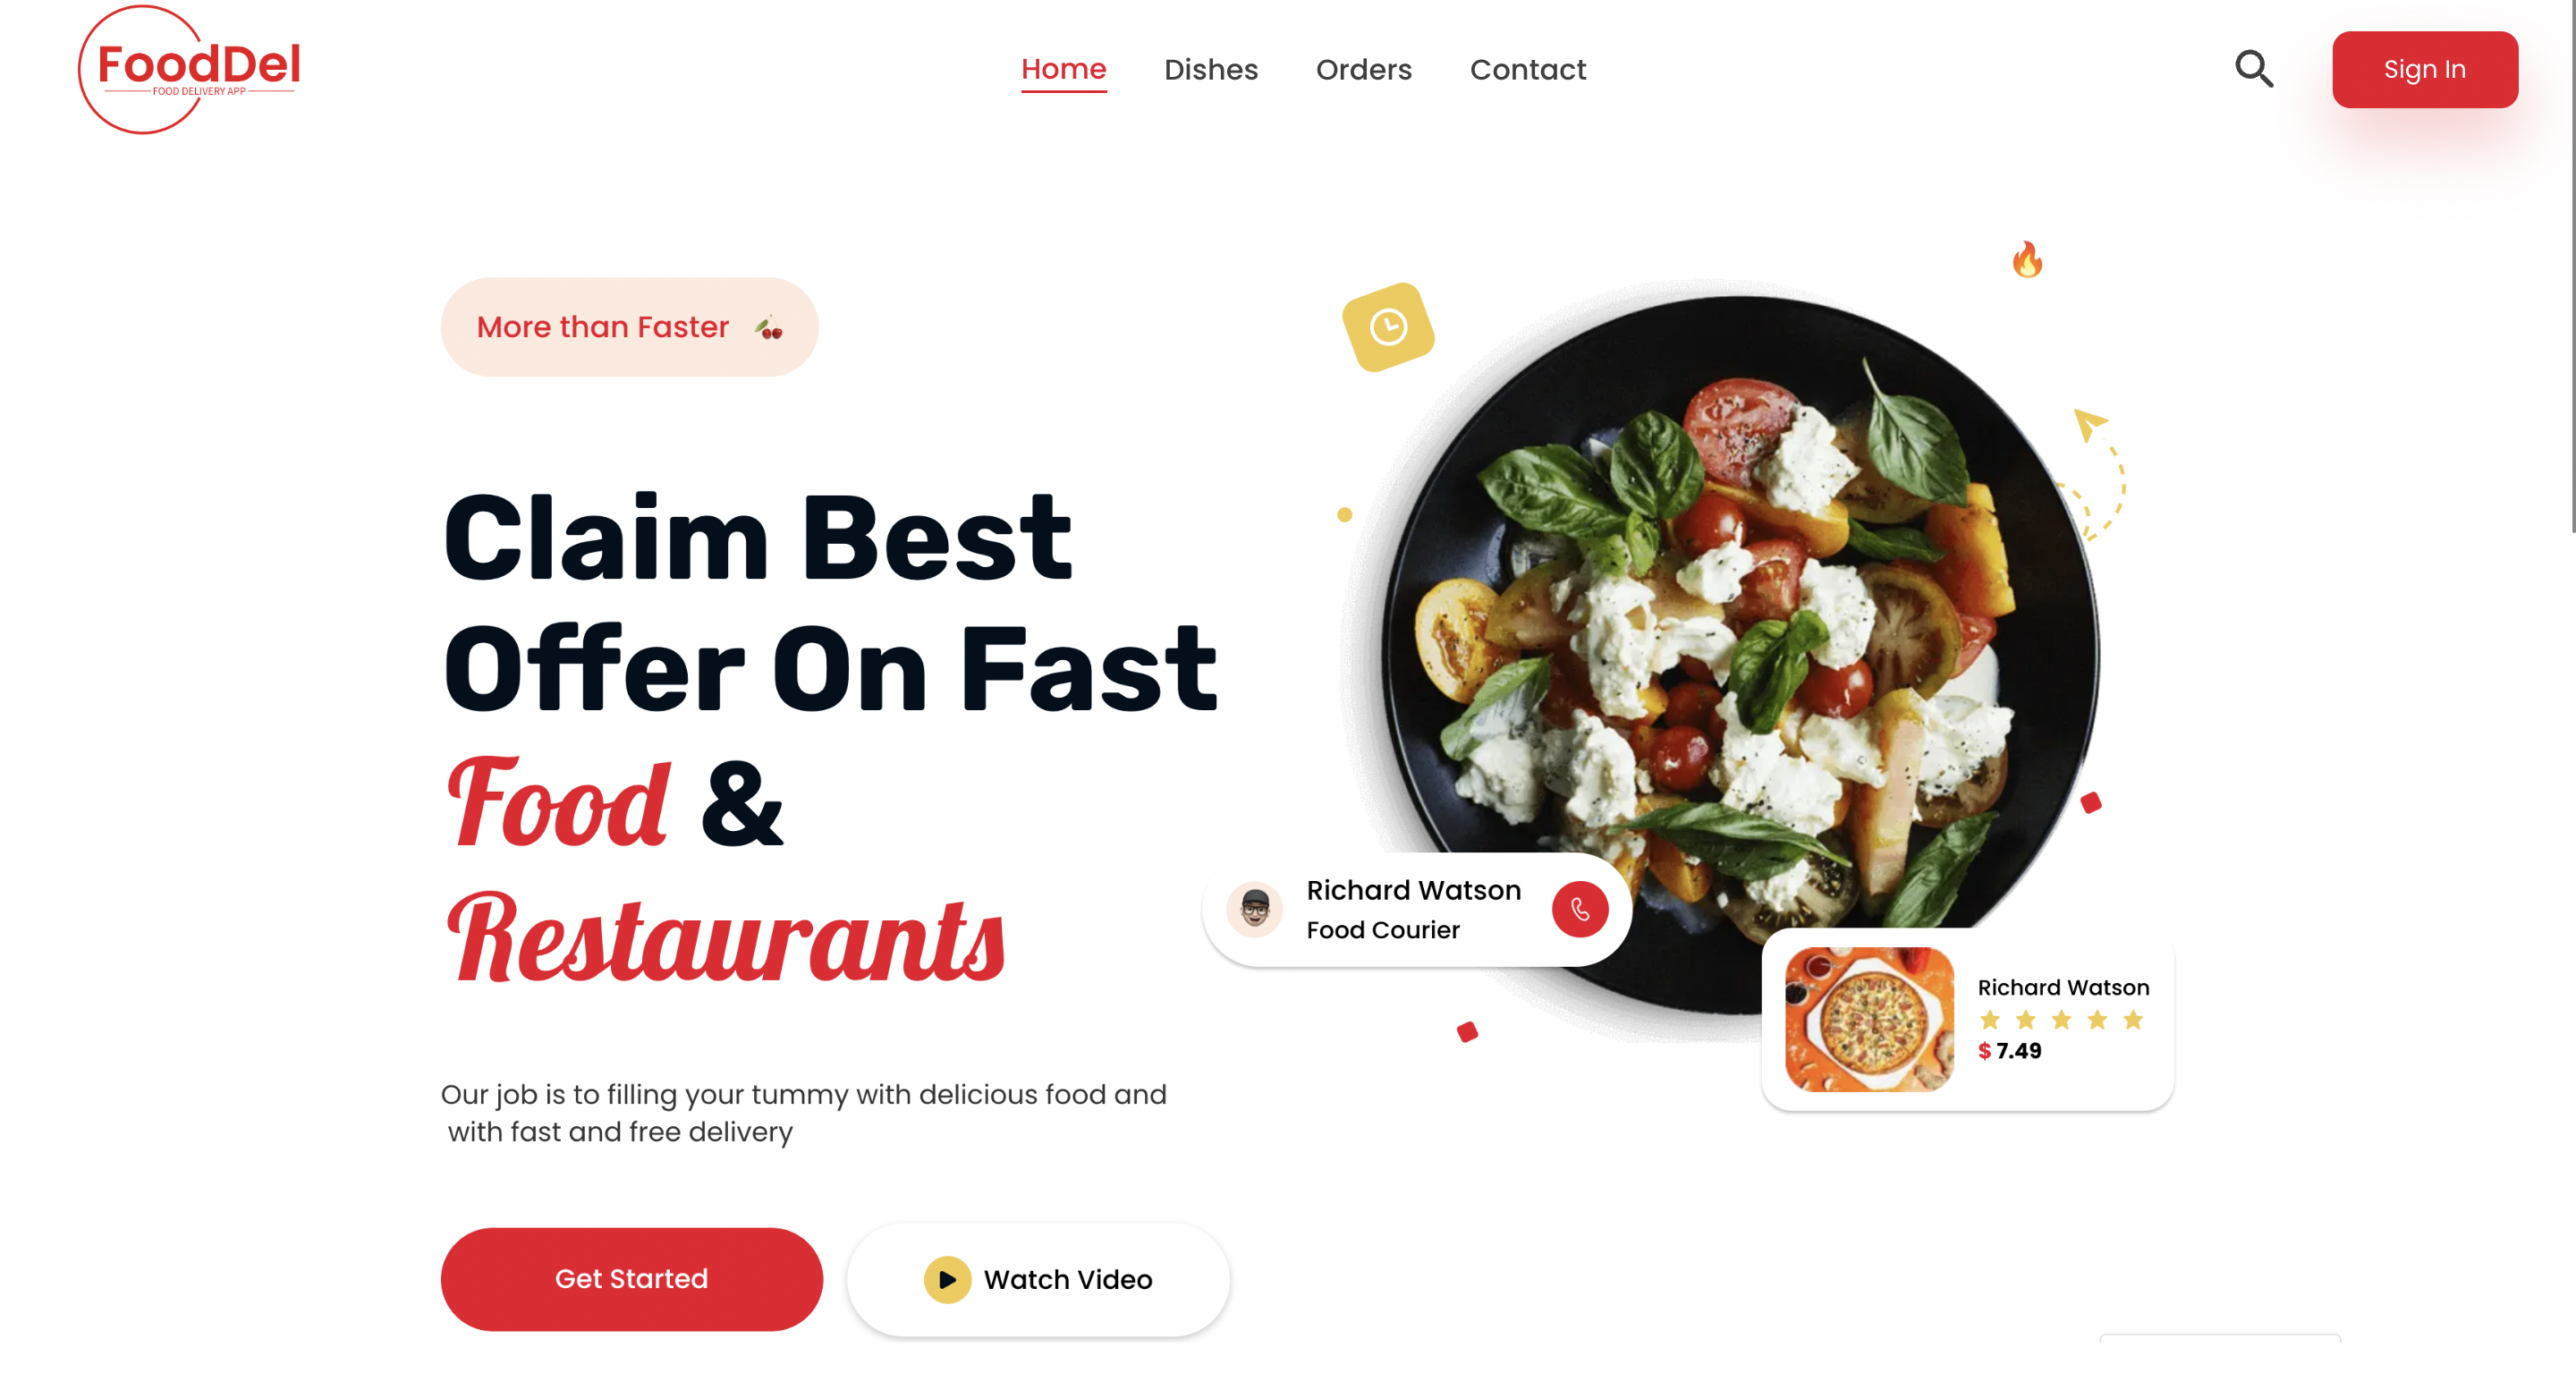 FoodDel
FOOD DELIVERY APP
Home Dishes Orders Contact
Sign In
More than Faster
Claim Best
Offer On Fast
Food &
Restaurants
Richard Watson
Food Courier
Richard Watson
$ 7.49
Our job is to filling your tummy with delicious food and
with fast and free delivery
Get Started
Watch Video